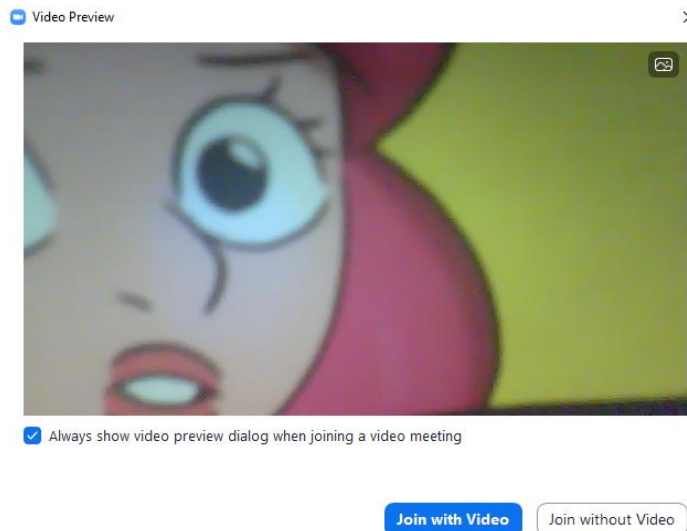 Video Preview
Always show video preview dialog when joining a video meeting
Join with Video
Join without Video